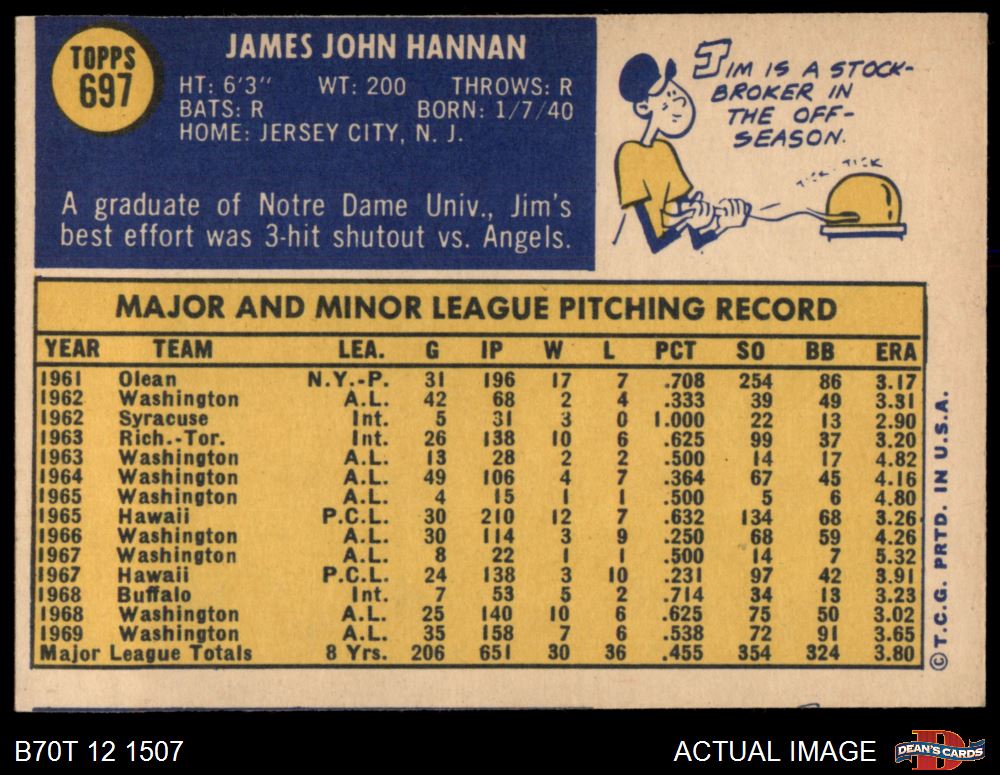 TOPPS
697
JAMES JOHN HANNAN
HT: 6'3" WT: 200 THROWS: R
BATS: R BORN: 1/7/40
HOME: JERSEY CITY, N. J.
A graduate of Notre Dame Univ., Jim's
best effort was 3-hit shutout vs. Angels.
JIM IS A STOCK-
BROKER IN
THE OFF-
SEASON.
TICK TICK
MAJOR AND MINOR LEAGUE PITCHING RECORD
YEAR TEAM LEA. G IP W L PCT SO BB ERA
1961 Olean N.Y.-P. 31 196 17 7 .708 254 86 3.17
1962 Washington A.L. 42 68 2 4 .333 39 49 3.31
1962 Syracuse Int. 5 31 3 0 1.000 22 13 2.90
1963 Rich.-Tor. Int. 26 138 10 6 .625 99 37 3.20
1963 Washington A.L. 13 28 2 2 .500 14 17 4.82
1964 Washington A.L. 49 106 4 7 .364 67 45 4.16
1965 Washington A.L. 4 15 1 1 .500 5 6 4.80
1965 Hawaii P.C.L. 30 210 12 7 .632 134 68 3.26
1966 Washington A.L. 30 114 3 9 .250 68 59 4.26
1967 Washington A.L. 8 22 1 1 .500 14 7 5.32
1967 Hawaii P.C.L. 24 138 3 10 .231 97 42 3.91
1968 Buffalo Int. 7 53 5 2 .714 34 13 3.23
1968 Washington A.L. 25 140 10 6 .625 75 50 3.02
1969 Washington A.L. 35 158 7 6 .538 72 91 3.65
Major League Totals 8 Yrs. 206 651 30 36 .455 354 324 3.80
© T.C.G. PRTD. IN U.S.A.
B70T 12 1507
ACTUAL IMAGE
DEAN'S CARDS